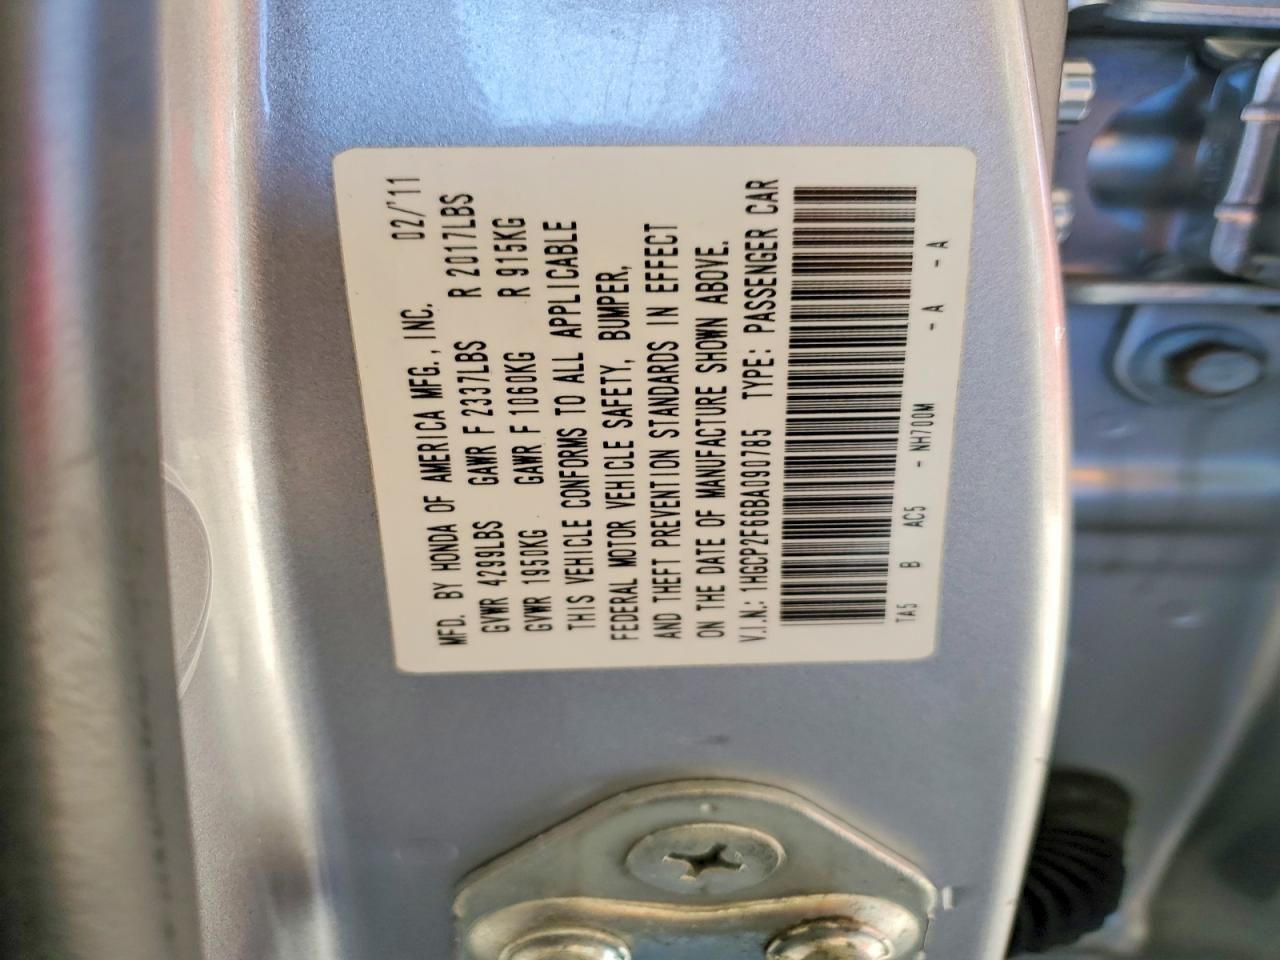 MFD. BY HONDA OF AMERICA MFG., INC. 02/'11
GVWR 4299LBS GAWR F 2337LBS R 2017LBS
GVWR 1950KG GAWR F 1060KG R 915KG
THIS VEHICLE CONFORMS TO ALL APPLICABLE
FEDERAL MOTOR VEHICLE SAFETY, BUMPER,
AND THEFT PREVENTION STANDARDS IN EFFECT
ON THE DATE OF MANUFACTURE SHOWN ABOVE.
V.I.N.: 1HGCP2F66BA090785 TYPE: PASSENGER CAR
TA5 B AC5 - NH700M - A - A